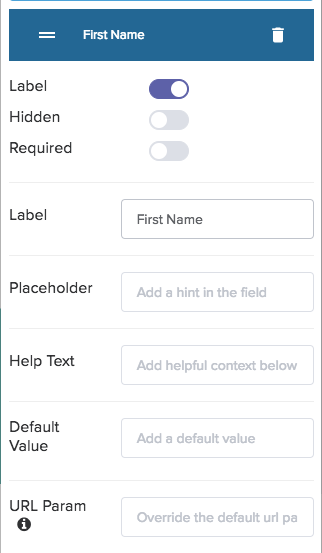 First Name
Label
Hidden
Required
Label
First Name
Placeholder
Add a hint in the field
Help Text
Add helpful context below
Default
Value
Add a default value
URL Param
Override the default url pa